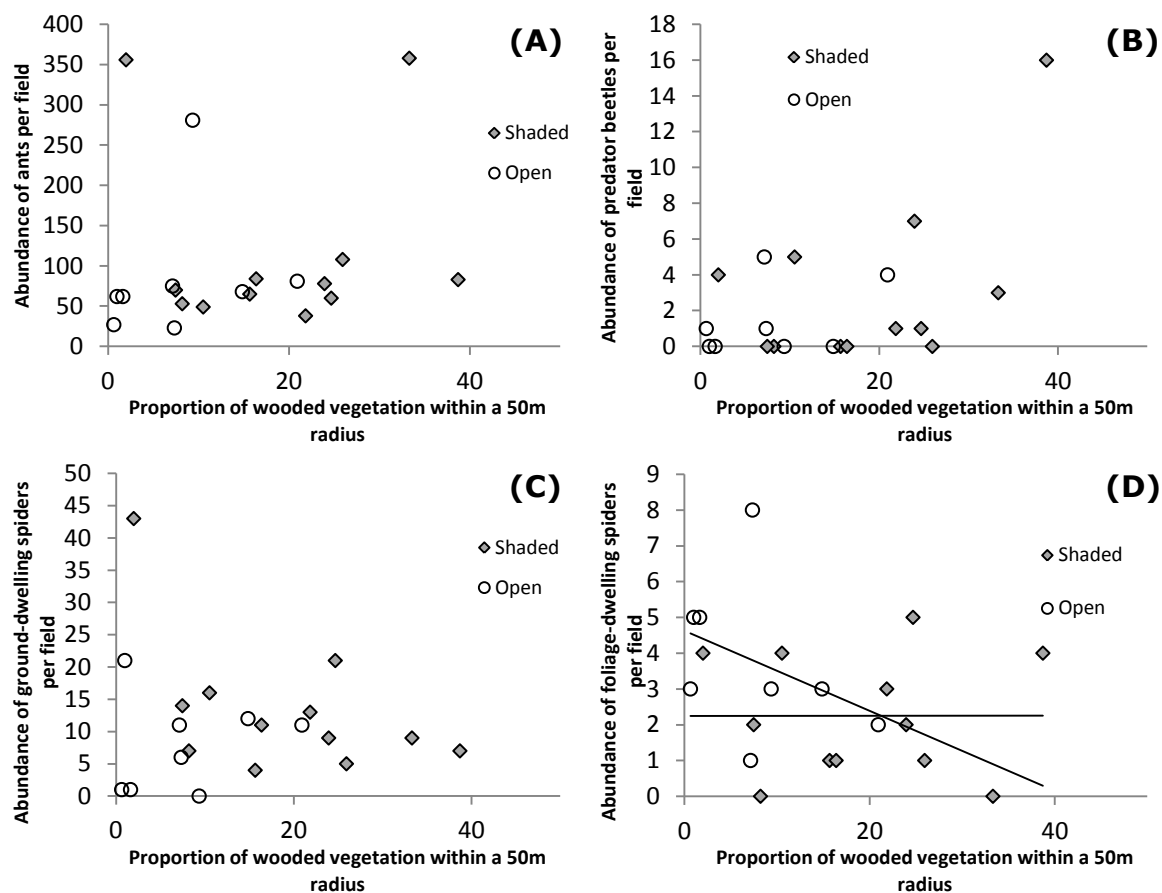 (A)
Abundance of ants per field
400
350
300
250
200
150
100
50
0
0 20 40
Shaded
Open
Proportion of wooded vegetation within a 50m
radius
(B)
Abundance of predator beetles per
field
18
16
14
12
10
8
6
4
2
0
0 20 40
Shaded
Open
Proportion of wooded vegetation within a 50m
radius
(C)
Abundance of ground-dwelling spiders
per field
50
45
40
35
30
25
20
15
10
5
0
0 20 40
Shaded
Open
Proportion of wooded vegetation within a 50m
radius
(D)
Abundance of foliage-dwelling spiders
per field
9
8
7
6
5
4
3
2
1
0
0 20 40
Shaded
Open
Proportion of wooded vegetation within a 50m
radius